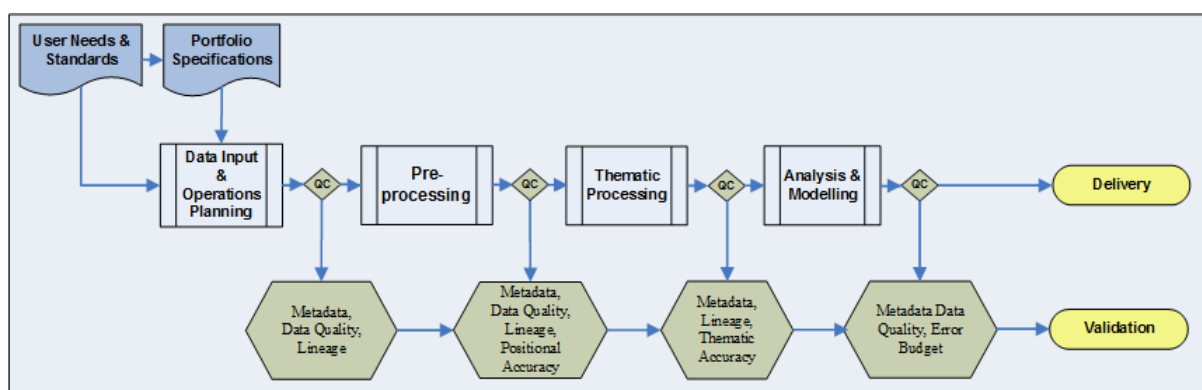 User Needs &
Standards
Portfolio
Specifications
Data Input
&
Operations
Planning
QC
Pre-
processing
QC
Thematic
Processing
QC
Analysis &
Modelling
QC
Delivery
Metadata,
Data Quality,
Lineage
Metadata,
Data Quality,
Lineage,
Positional
Accuracy
Metadata,
Lineage,
Thematic
Accuracy
Metadata Data
Quality, Error
Budget
Validation